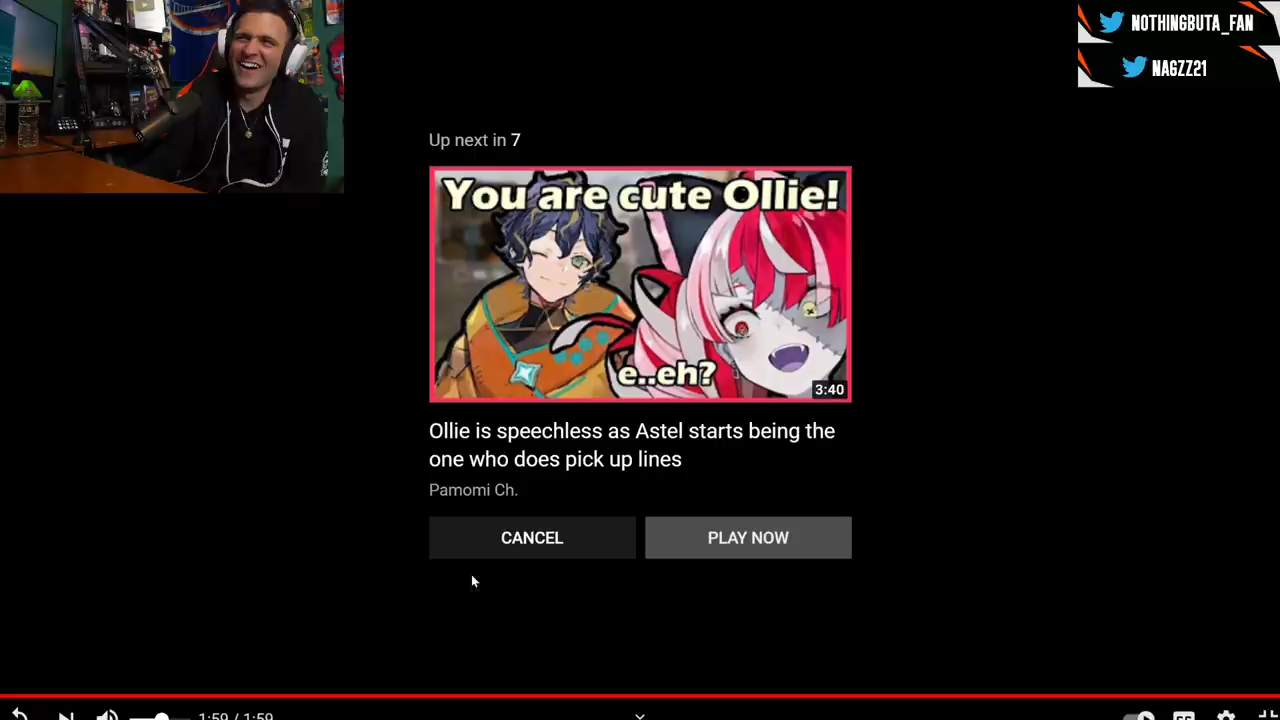 NOTHINGBUTA_FAN
NAGZZ21
Up next in 7
You are cute Ollie!
e..eh?
3:40
Ollie is speechless as Astel starts being the
one who does pick up lines
Pamomi Ch.
CANCEL
PLAY NOW
1:59 / 1:59